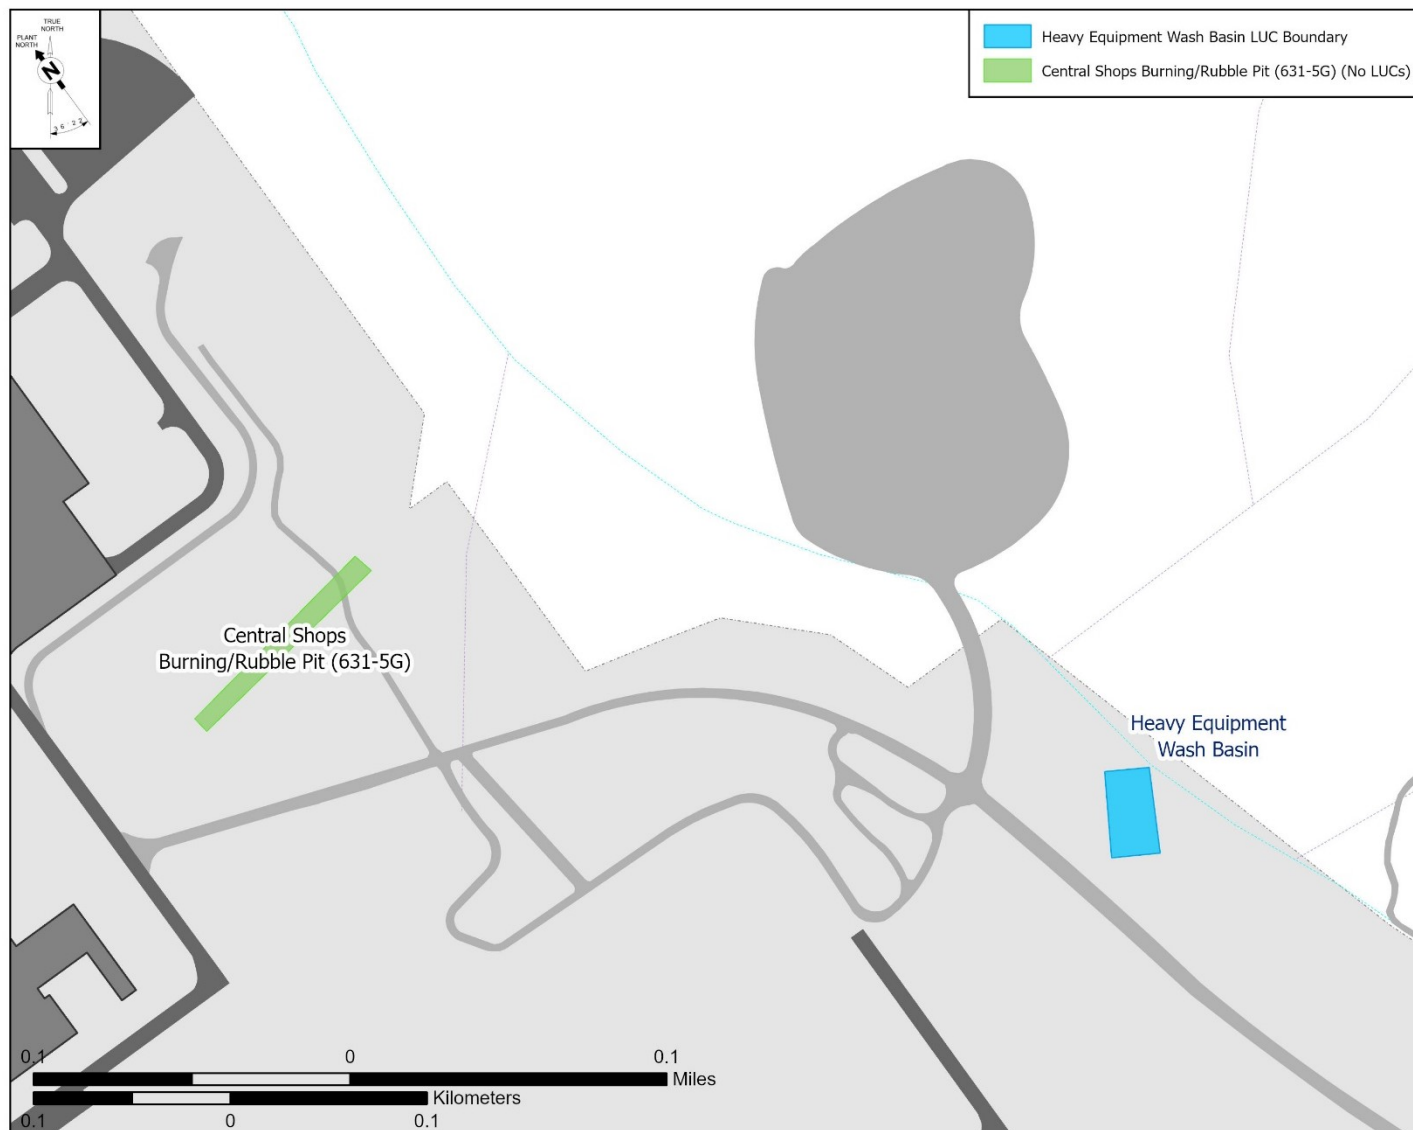 TRUE
NORTH
PLANT
NORTH
N
36 22
Heavy Equipment Wash Basin LUC Boundary
Central Shops Burning/Rubble Pit (631-5G) (No LUCs)
Central Shops
Burning/Rubble Pit (631-5G)
Heavy Equipment
Wash Basin
0.1 0 0.1
Miles
Kilometers
0.1 0 0.1